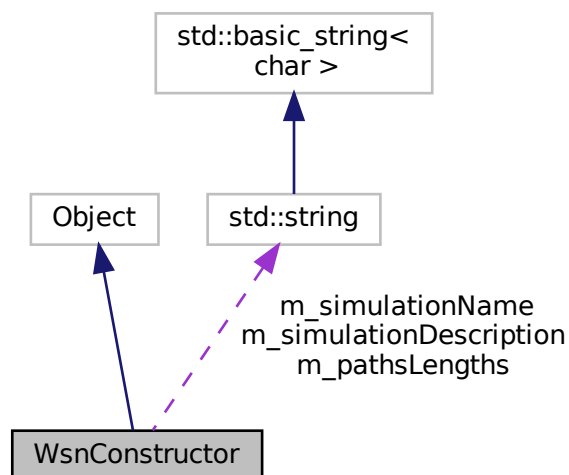 std::basic_string<
char >
Object
std::string
m_simulationName
m_simulationDescription
m_pathsLengths
WsnConstructor